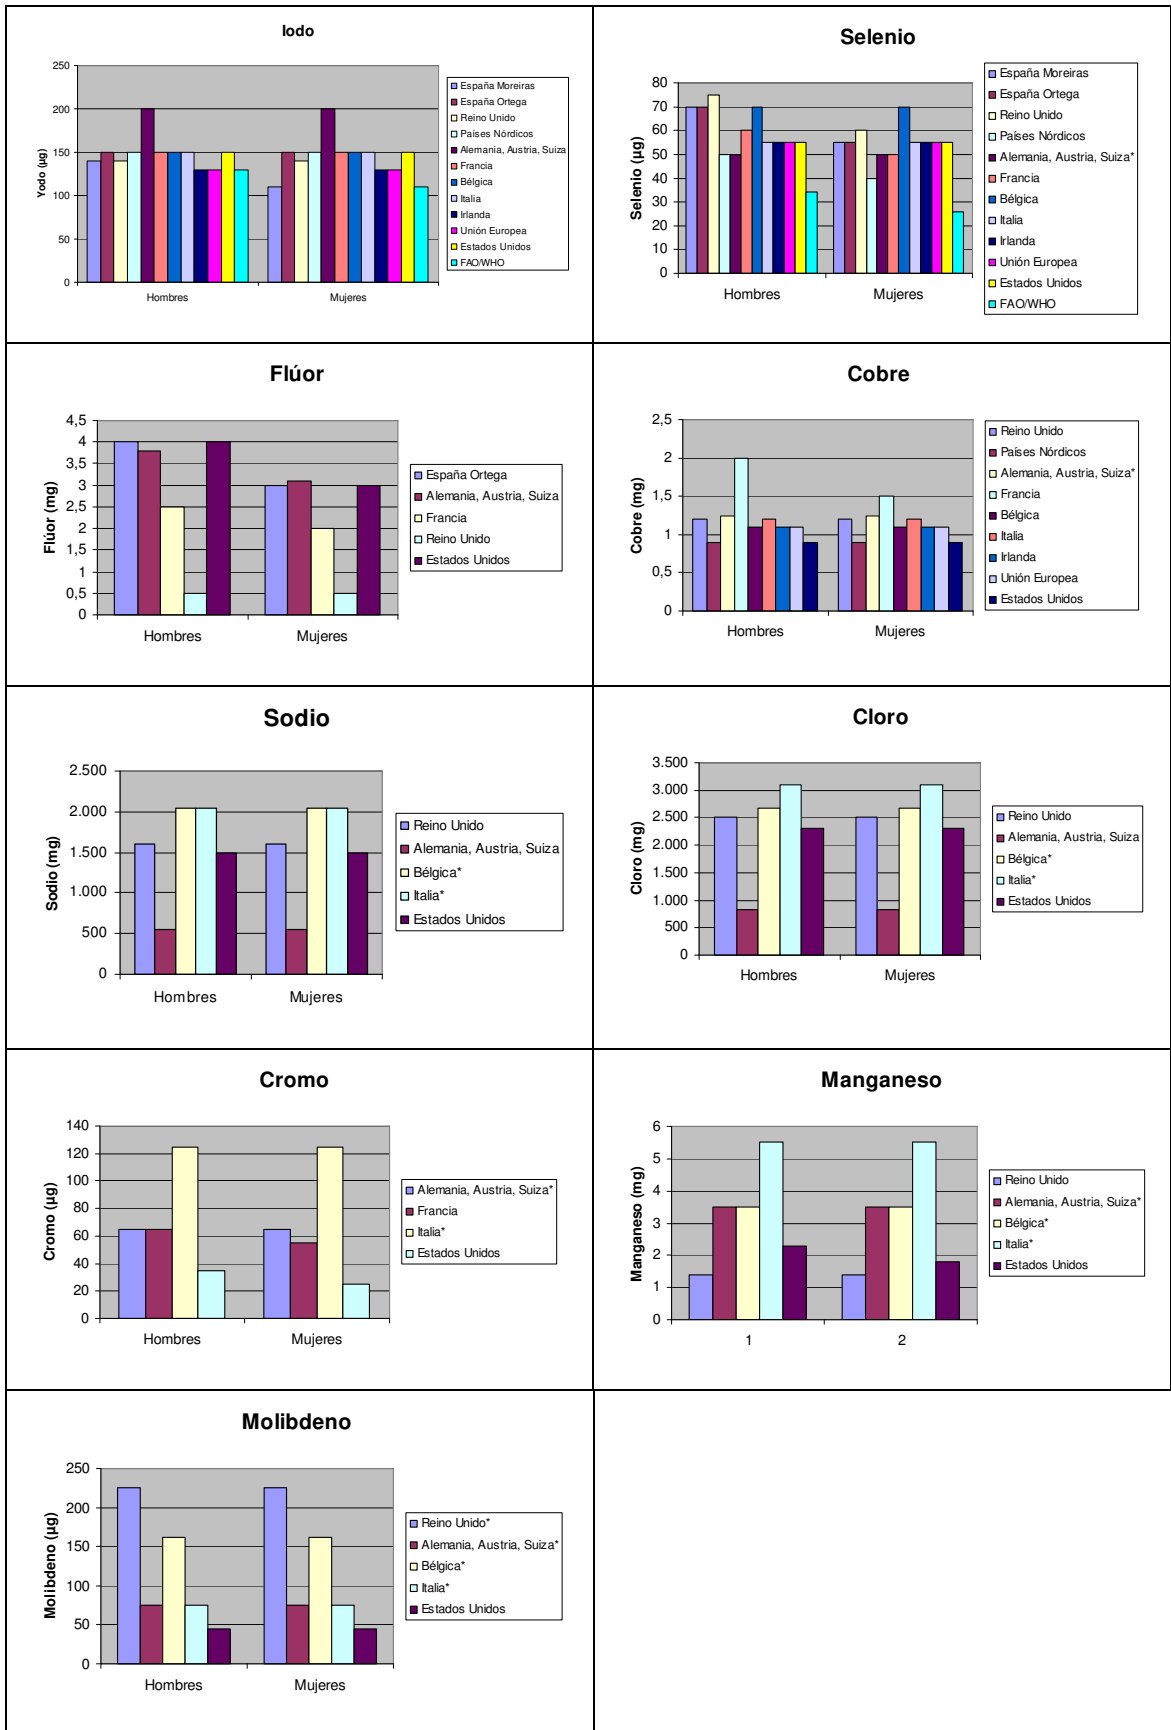 Iodo
Yodo (µg)
250
200
150
100
50
0
Hombres
Mujeres
España Moreiras
España Ortega
Reino Unido
Países Nórdicos
Alemania, Austria, Suiza
Francia
Bélgica
Italia
Irlanda
Unión Europea
Estados Unidos
FAO/WHO
Selenio
Selenio (µg)
80
70
60
50
40
30
20
10
0
Hombres
Mujeres
España Moreiras
España Ortega
Reino Unido
Países Nórdicos
Alemania, Austria, Suiza*
Francia
Bélgica
Italia
Irlanda
Unión Europea
Estados Unidos
FAO/WHO
Flúor
Flúor (mg)
4,5
4
3,5
3
2,5
2
1,5
1
0,5
0
Hombres
Mujeres
España Ortega
Alemania, Austria, Suiza
Francia
Reino Unido
Estados Unidos
Cobre
Cobre (mg)
2,5
2
1,5
1
0,5
0
Hombres
Mujeres
Reino Unido
Países Nórdicos
Alemania, Austria, Suiza*
Francia
Bélgica
Italia
Irlanda
Unión Europea
Estados Unidos
Sodio
Sodio (mg)
2.500
2.000
1.500
1.000
500
0
Hombres
Mujeres
Reino Unido
Alemania, Austria, Suiza
Bélgica*
Italia*
Estados Unidos
Cloro
Cloro (mg)
3.500
3.000
2.500
2.000
1.500
1.000
500
0
Hombres
Mujeres
Reino Unido
Alemania, Austria, Suiza
Bélgica*
Italia*
Estados Unidos
Cromo
Cromo (µg)
140
120
100
80
60
40
20
0
Hombres
Mujeres
Alemania, Austria, Suiza*
Francia
Italia*
Estados Unidos
Manganeso
Manganeso (mg)
6
5
4
3
2
1
0
1
2
Reino Unido
Alemania, Austria, Suiza*
Bélgica*
Italia*
Estados Unidos
Molibdeno
Molibdeno (µg)
250
200
150
100
50
0
Hombres
Mujeres
Reino Unido*
Alemania, Austria, Suiza*
Bélgica*
Italia*
Estados Unidos